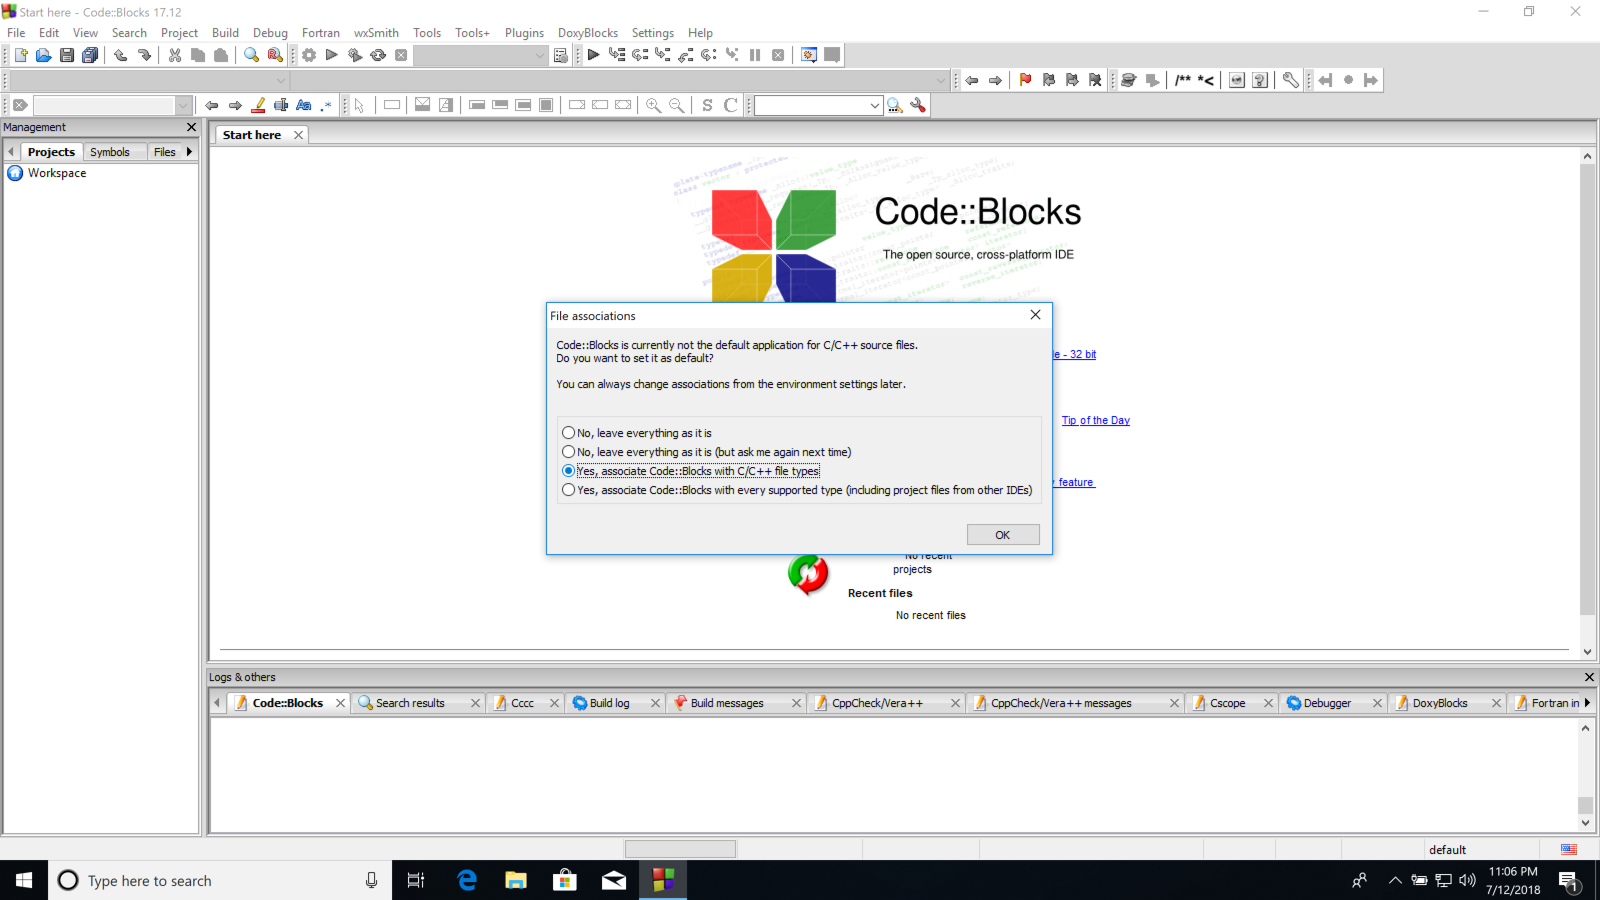 Start here - Code::Blocks 17.12
File Edit View Search Project Build Debug Fortran wxSmith Tools Tools+ Plugins DoxyBlocks Settings Help
/** *<
Aa .*
S C
Management
Projects Symbols Files
Workspace
Start here
Code::Blocks
The open source, cross-platform IDE
File associations
Code::Blocks is currently not the default application for C/C++ source files.
Do you want to set it as default?
You can always change associations from the environment settings later.
- 32 bit
No, leave everything as it is
Tip of the Day
No, leave everything as it is (but ask me again next time)
Yes, associate Code::Blocks with C/C++ file types
feature
Yes, associate Code::Blocks with every supported type (including project files from other IDEs)
OK
No recent
projects
Recent files
No recent files
Logs & others
Code::Blocks Search results Cccc Build log Build messages CppCheck/Vera++ CppCheck/Vera++ messages Cscope Debugger DoxyBlocks Fortran in
default
Type here to search
11:06 PM
7/12/2018
1